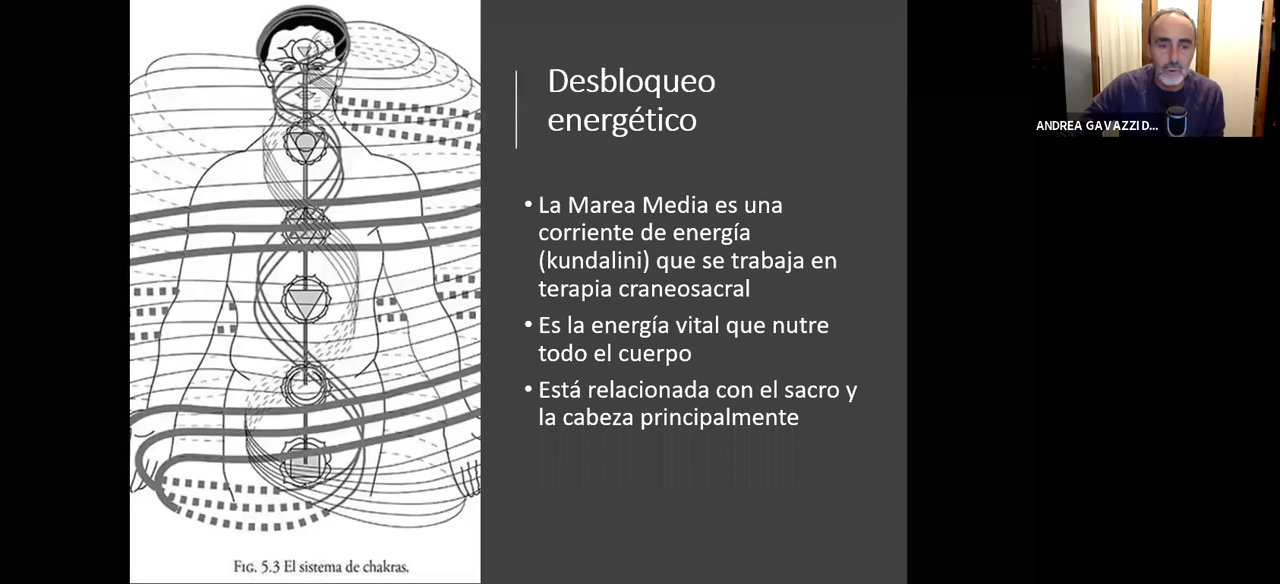 Desbloqueo
energético
• La Marea Media es una
corriente de energía
(kundalini) que se trabaja en
terapia craneosacral
• Es la energía vital que nutre
todo el cuerpo
• Está relacionada con el sacro y
la cabeza principalmente
FIG. 5.3 El sistema de chakras.
ANDREA GAVAZZI D...